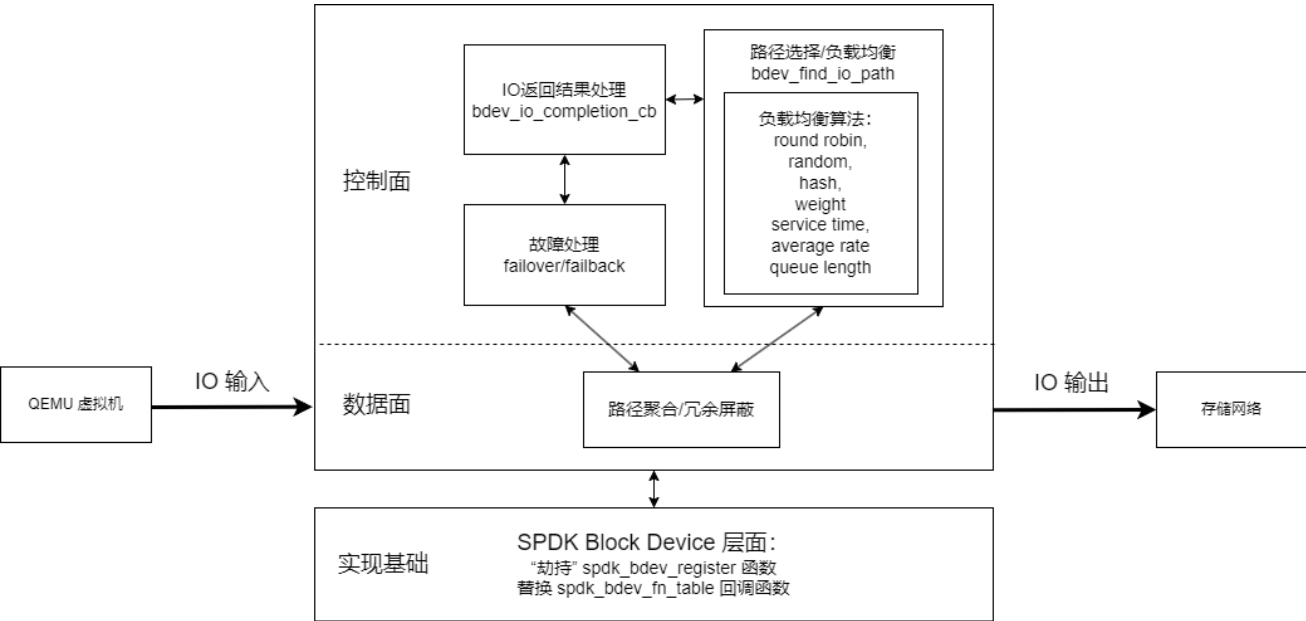 IO返回结果处理
bdev_io_completion_cb
路径选择/负载均衡
bdev_find_io_path
负载均衡算法：
round robin,
random,
hash,
weight
service time,
average rate
queue length
控制面
故障处理
failover/failback
QEMU 虚拟机
IO 输入
数据面
路径聚合/冗余屏蔽
IO 输出
存储网络
实现基础
SPDK Block Device 层面：
“劫持” spdk_bdev_register 函数
替换 spdk_bdev_fn_table 回调函数